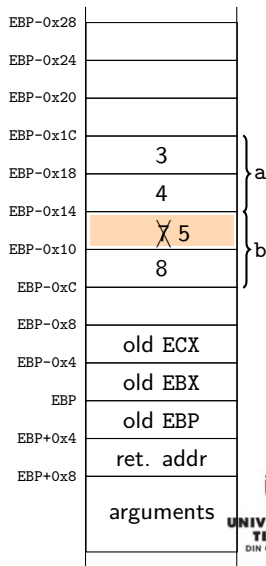 EBP-0x28
EBP-0x24
EBP-0x20
EBP-0x1C
3
EBP-0x18
a
4
EBP-0x14
7 5
EBP-0x10
b
8
EBP-0xC
EBP-0x8
old ECX
EBP-0x4
old EBX
EBP
old EBP
EBP+0x4
ret. addr
EBP+0x8
arguments
UNIV
TE
DIN